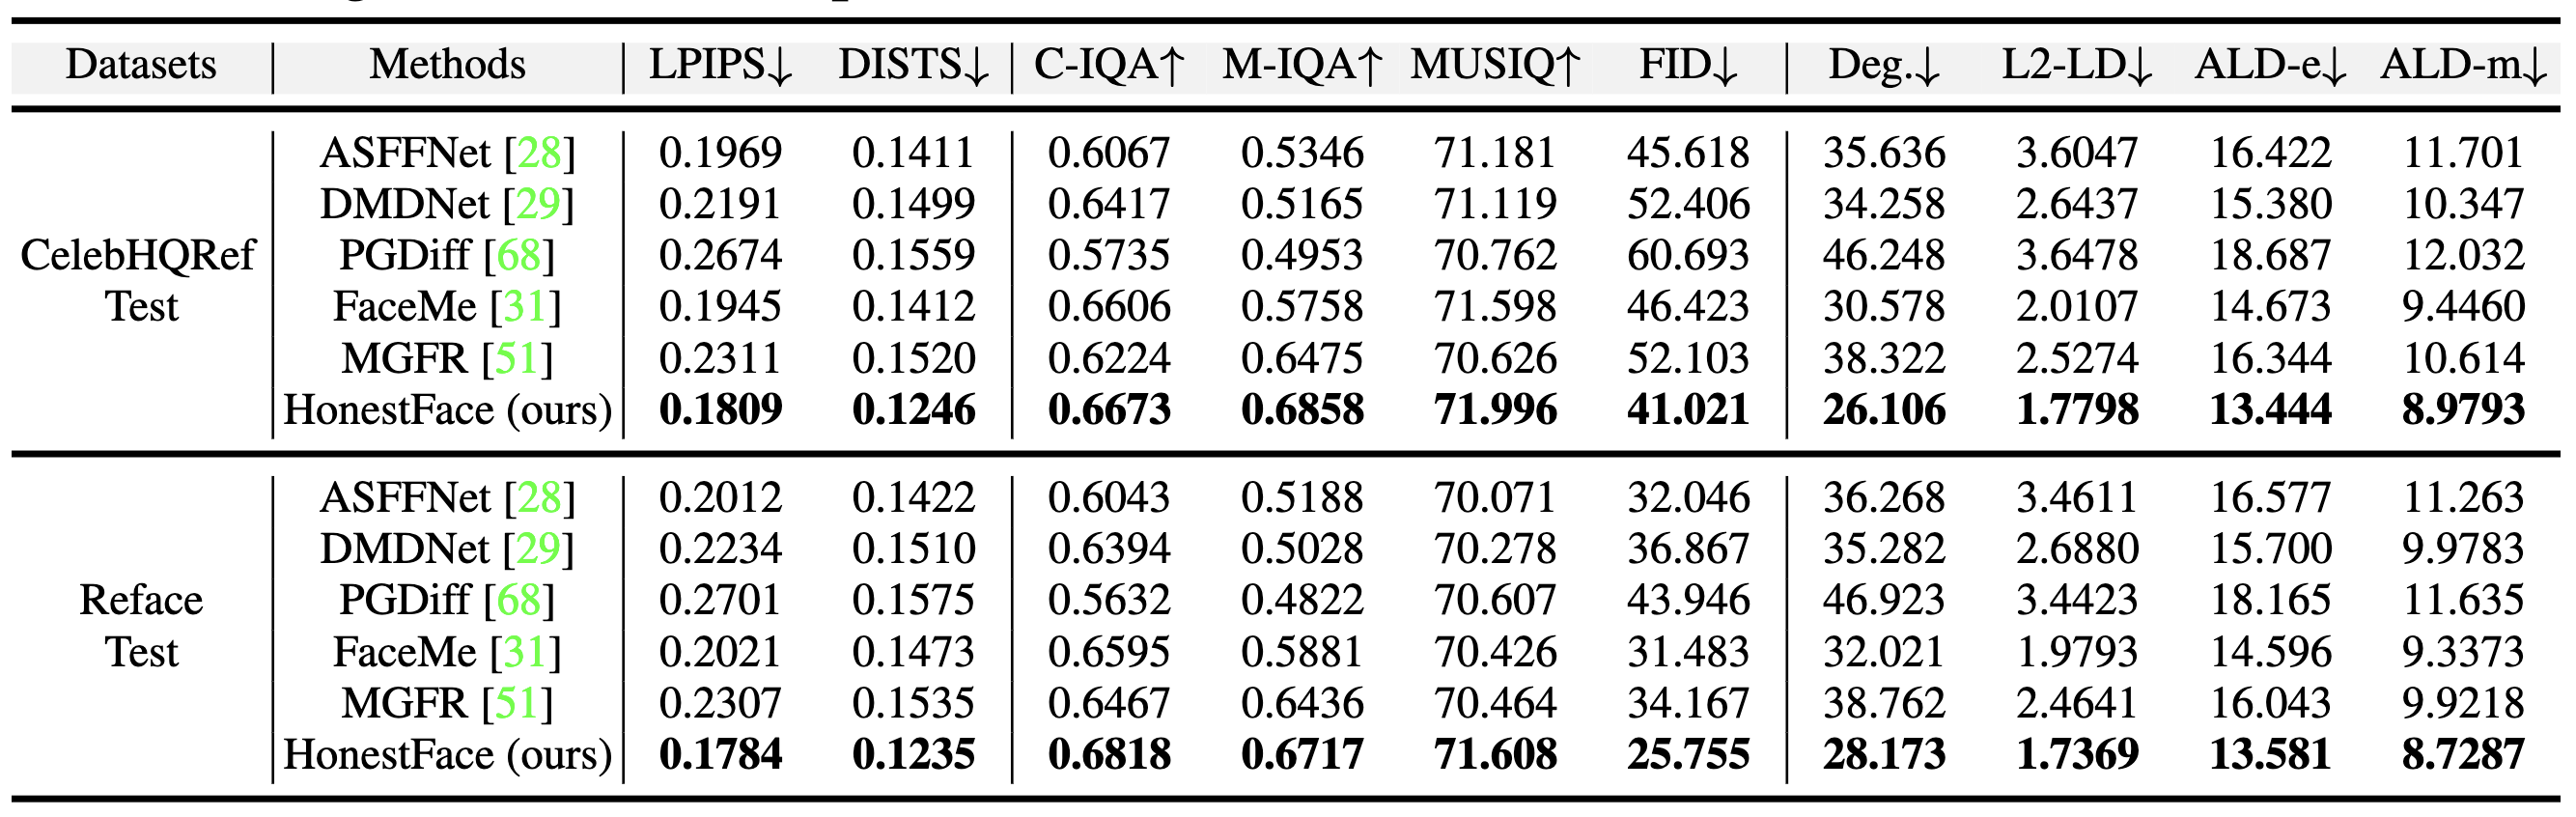 Datasets Methods LPIPS↓ DISTS↓ C-IQA↑ M-IQA↑ MUSIQ↑ FID↓ Deg.↓ L2-LD↓ ALD-e↓ ALD-m↓
ASFFNet [28] 0.1969 0.1411 0.6067 0.5346 71.181 45.618 35.636 3.6047 16.422 11.701
DMDNet [29] 0.2191 0.1499 0.6417 0.5165 71.119 52.406 34.258 2.6437 15.380 10.347
CelebHQRef PGDiff [68] 0.2674 0.1559 0.5735 0.4953 70.762 60.693 46.248 3.6478 18.687 12.032
Test FaceMe [31] 0.1945 0.1412 0.6606 0.5758 71.598 46.423 30.578 2.0107 14.673 9.4460
MGFR [51] 0.2311 0.1520 0.6224 0.6475 70.626 52.103 38.322 2.5274 16.344 10.614
HonestFace (ours) 0.1809 0.1246 0.6673 0.6858 71.996 41.021 26.106 1.7798 13.444 8.9793
ASFFNet [28] 0.2012 0.1422 0.6043 0.5188 70.071 32.046 36.268 3.4611 16.577 11.263
DMDNet [29] 0.2234 0.1510 0.6394 0.5028 70.278 36.867 35.282 2.6880 15.700 9.9783
Reface PGDiff [68] 0.2701 0.1575 0.5632 0.4822 70.607 43.946 46.923 3.4423 18.165 11.635
Test FaceMe [31] 0.2021 0.1473 0.6595 0.5881 70.426 31.483 32.021 1.9793 14.596 9.3373
MGFR [51] 0.2307 0.1535 0.6467 0.6436 70.464 34.167 38.762 2.4641 16.043 9.9218
HonestFace (ours) 0.1784 0.1235 0.6818 0.6717 71.608 25.755 28.173 1.7369 13.581 8.7287